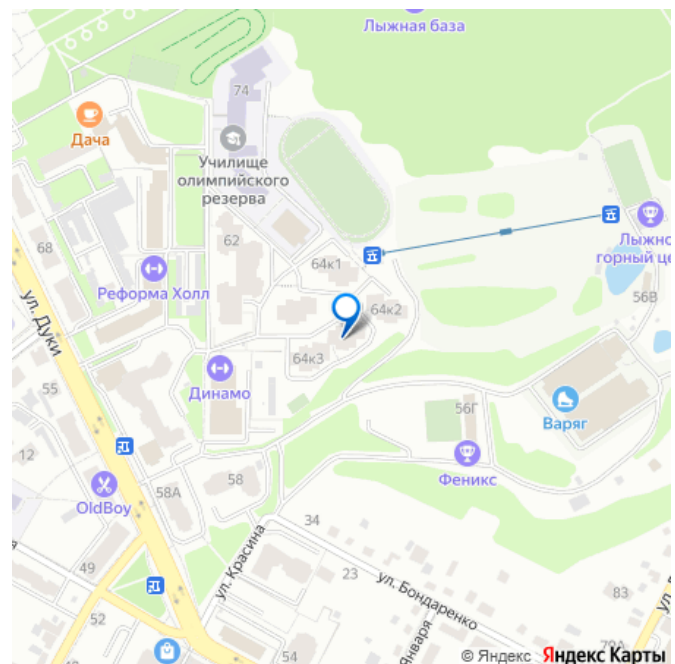 Лыжная база
74
Дача
Училище
олимпийского
резерва
68
62
64к1
Лыжно
горный це
Реформа Холл
56В
64к2
ул. Дуки
64к3
55
Динамо
56Г
Варяг
12
Феникс
58
58А
OldBoy
34
ул. Красина
49
23
ул. Бондаренко
83
52
Января
54
© Яндекс Яндекс Карты